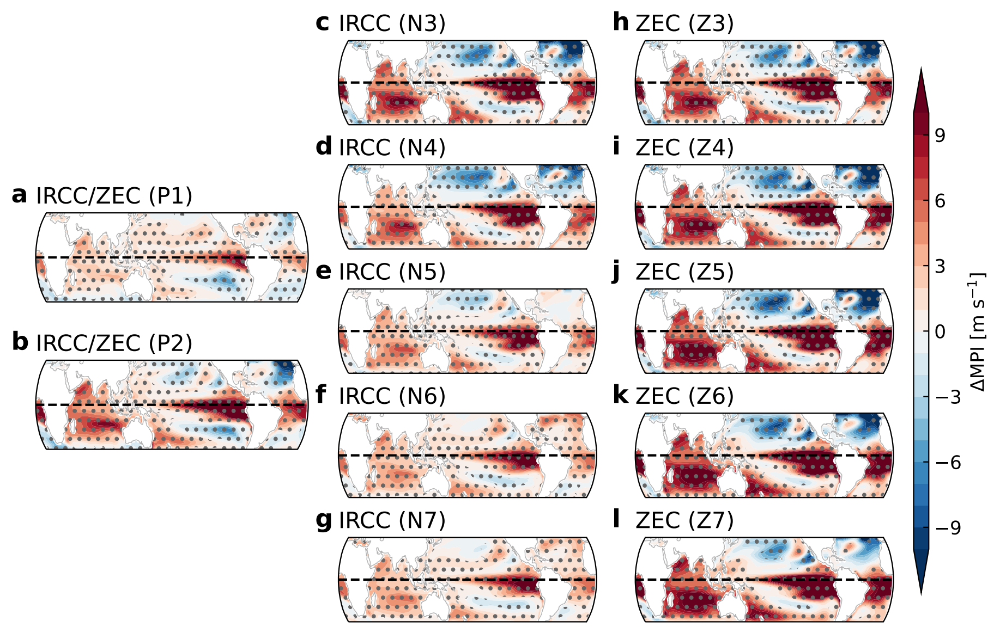 a IRCC/ZEC (P1)
b IRCC/ZEC (P2)
c IRCC (N3)
d IRCC (N4)
e IRCC (N5)
f IRCC (N6)
g IRCC (N7)
h ZEC (Z3)
i ZEC (Z4)
j ZEC (Z5)
k ZEC (Z6)
l ZEC (Z7)
9
6
3
0
−3
−6
−9
ΔMPI [m s⁻¹]